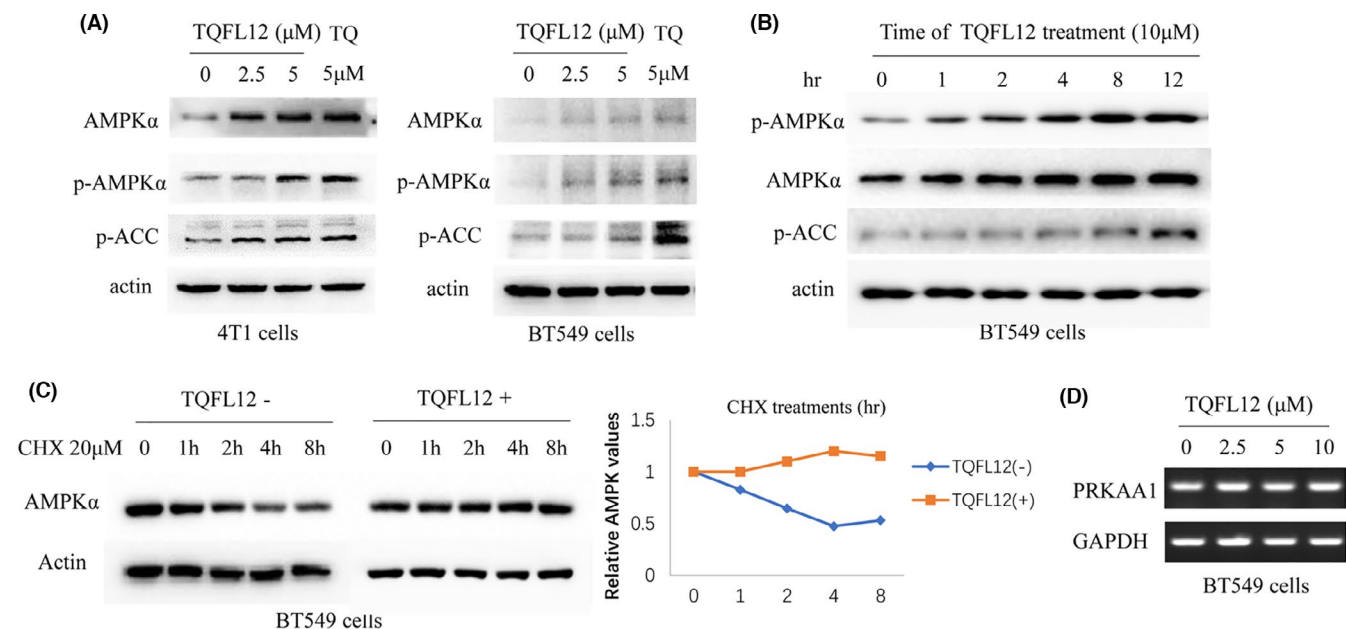 (A)
TQFL12 (μM) TQ
0 2.5 5 5μM
AMPKα
p-AMPKα
p-ACC
actin
4T1 cells
TQFL12 (μM) TQ
0 2.5 5 5μM
AMPKα
p-AMPKα
p-ACC
actin
BT549 cells
(B)
Time of TQFL12 treatment (10μM)
hr 0 1 2 4 8 12
p-AMPKα
AMPKα
p-ACC
actin
BT549 cells
(C)
TQFL12 - TQFL12 +
CHX 20μM 0 1h 2h 4h 8h 0 1h 2h 4h 8h
AMPKα
Actin
BT549 cells
CHX treatments (hr)
Relative AMPK values
1.5
1
0.5
0
0 1 2 4 8
TQFL12(-)
TQFL12(+)
(D)
TQFL12 (μM)
0 2.5 5 10
PRKAA1
GAPDH
BT549 cells